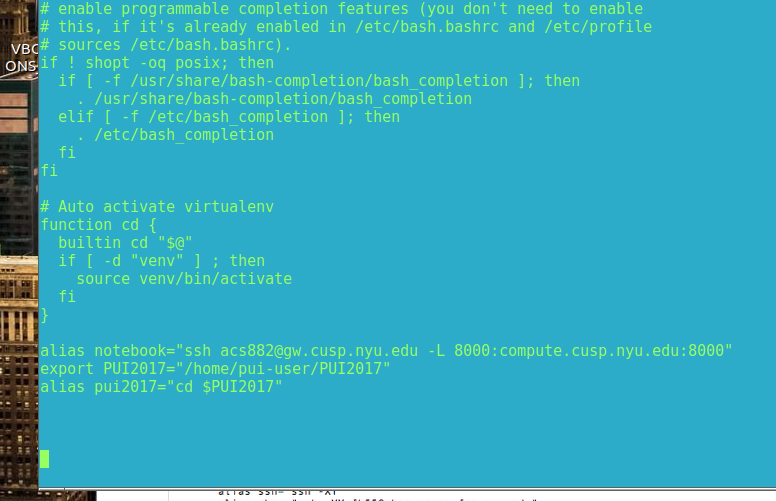 # enable programmable completion features (you don't need to enable
# this, if it's already enabled in /etc/bash.bashrc and /etc/profile
# sources /etc/bash.bashrc).
if ! shopt -oq posix; then
  if [ -f /usr/share/bash-completion/bash_completion ]; then
    . /usr/share/bash-completion/bash_completion
  elif [ -f /etc/bash_completion ]; then
    . /etc/bash_completion
  fi
fi
# Auto activate virtualenv
function cd {
  builtin cd "$@"
  if [ -d "venv" ] ; then
    source venv/bin/activate
  fi
}
alias notebook="ssh acs882@gw.cusp.nyu.edu -L 8000:compute.cusp.nyu.edu:8000"
export PUI2017="/home/pui-user/PUI2017"
alias pui2017="cd $PUI2017"
VBO
ONS